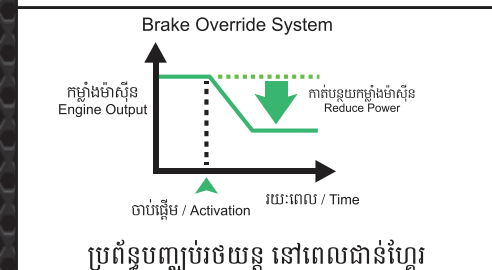 Brake Override System
កម្លាំងម៉ាស៊ីន
Engine Output
កាត់បន្ថយកម្លាំងម៉ាស៊ីន
Reduce Power
ចាប់ផ្តើម / Activation
រយៈពេល / Time
ប្រព័ន្ធបញ្ឈប់រថយន្ត នៅពេលជាន់ហ្គែរ